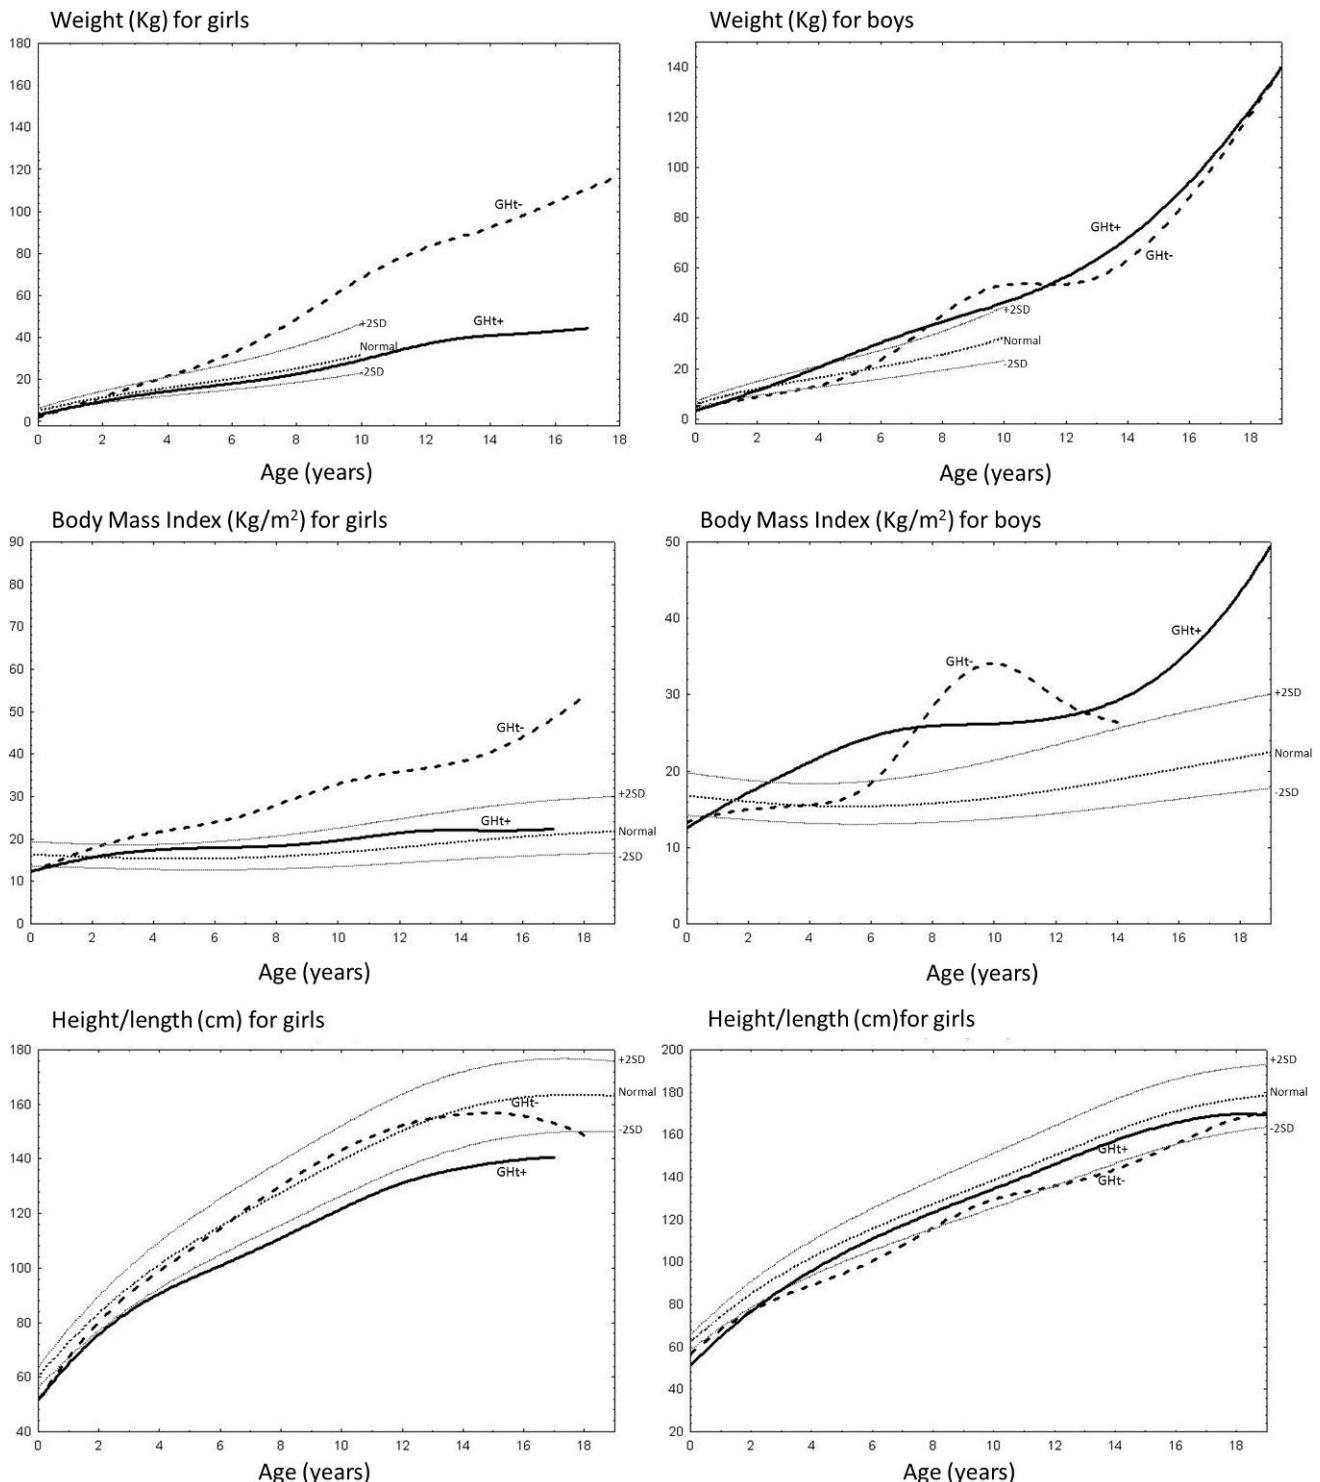 Weight (Kg) for girls
180
160
140
120
100
80
60
40
20
0
GHt-
+2SD
GHt+
Normal
-2SD
0 2 4 6 8 10 12 14 16 18
Age (years)
Weight (Kg) for boys
140
120
100
80
60
40
20
0
GHt+
GHt-
+2SD
Normal
-2SD
0 2 4 6 8 10 12 14 16 18
Age (years)
Body Mass Index (Kg/m²) for girls
90
80
70
60
50
40
30
20
10
0
GHt-
+2SD
GHt+
Normal
-2SD
0 2 4 6 8 10 12 14 16 18
Age (years)
Body Mass Index (Kg/m²) for boys
50
40
30
20
10
0
GHt+
GHt-
+2SD
Normal
-2SD
0 2 4 6 8 10 12 14 16 18
Age (years)
Height/length (cm) for girls
180
160
140
120
100
80
60
40
+2SD
Normal
GHt-
-2SD
GHt+
0 2 4 6 8 10 12 14 16 18
Age (years)
Height/length (cm)for girls
200
180
160
140
120
100
80
60
40
20
+2SD
Normal
-2SD
GHt+
GHt-
0 2 4 6 8 10 12 14 16 18
Age (years)